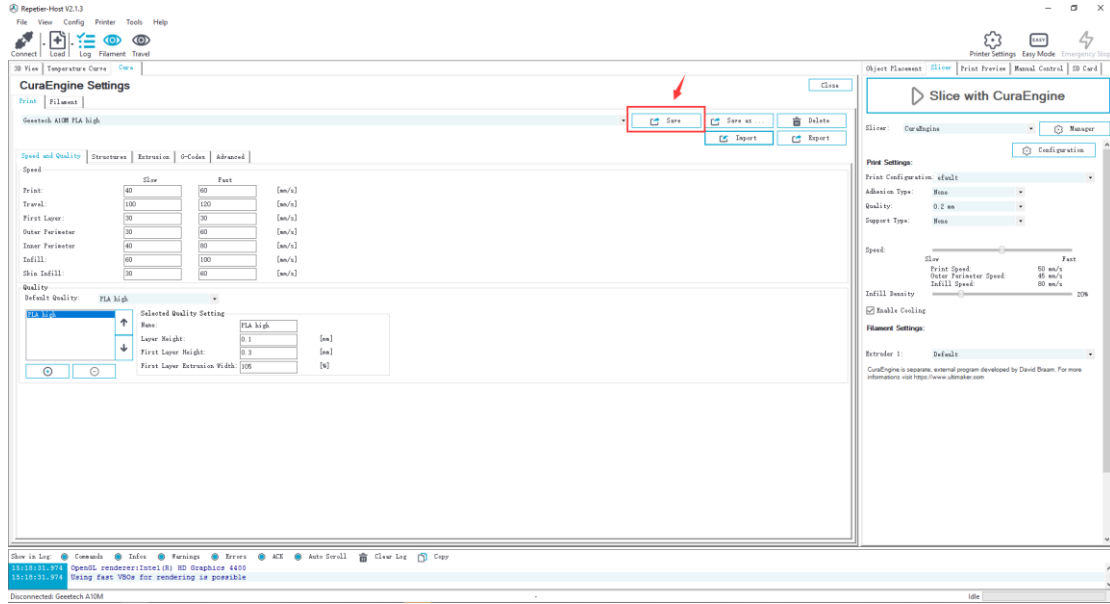 Repetier-Host V2.1.3
File View Config Printer Tools Help
Connect Load Log Filament Travel Printer Settings Easy Mode Emergency Stop
EASY
3D View Temperature Curve Cura
Object Placement Slicer Print Preview Manual Control SD Card
CuraEngine Settings
Close
Print Filament
Geeetech A10M PLA high
Save Save as ... Delete
Import Export
Speed and Quality Structures Extrusion G-Codes Advanced
Speed
Slow Fast
Print: 40 60 [mm/s]
Travel: 100 120 [mm/s]
First Layer: 30 30 [mm/s]
Outer Perimeter 30 60 [mm/s]
Inner Perimeter 40 80 [mm/s]
Infill: 60 100 [mm/s]
Skin Infill: 30 60 [mm/s]
Quality
Default Quality: PLA high
PLA high
Selected Quality Setting
Name: PLA high
Layer Height: 0.1 [mm]
First Layer Height: 0.3 [mm]
First Layer Extrusion Width: 105 [%]
Slice with CuraEngine
Slicer: CuraEngine Manager
Configuration
Print Settings:
Print Configuration: efault
Adhesion Type: None
Quality: 0.2 mm
Support Type: None
Speed:
Slow Fast
Print Speed: 50 mm/s
Outer Perimeter Speed: 45 mm/s
Infill Speed: 80 mm/s
Infill Density 20%
Enable Cooling
Filament Settings:
Extruder 1: Default
CuraEngine is separate, external program developed by David Braam. For more
informations visit https://www.ultimaker.com
Show in Log: Commands Infos Warnings Errors ACK Auto Scroll Clear Log Copy
15:18:31.974 OpenGL renderer:Intel(R) HD Graphics 4400
15:18:31.974 Using fast VBOs for rendering is possible
Disconnected: Geeetech A10M - Idle